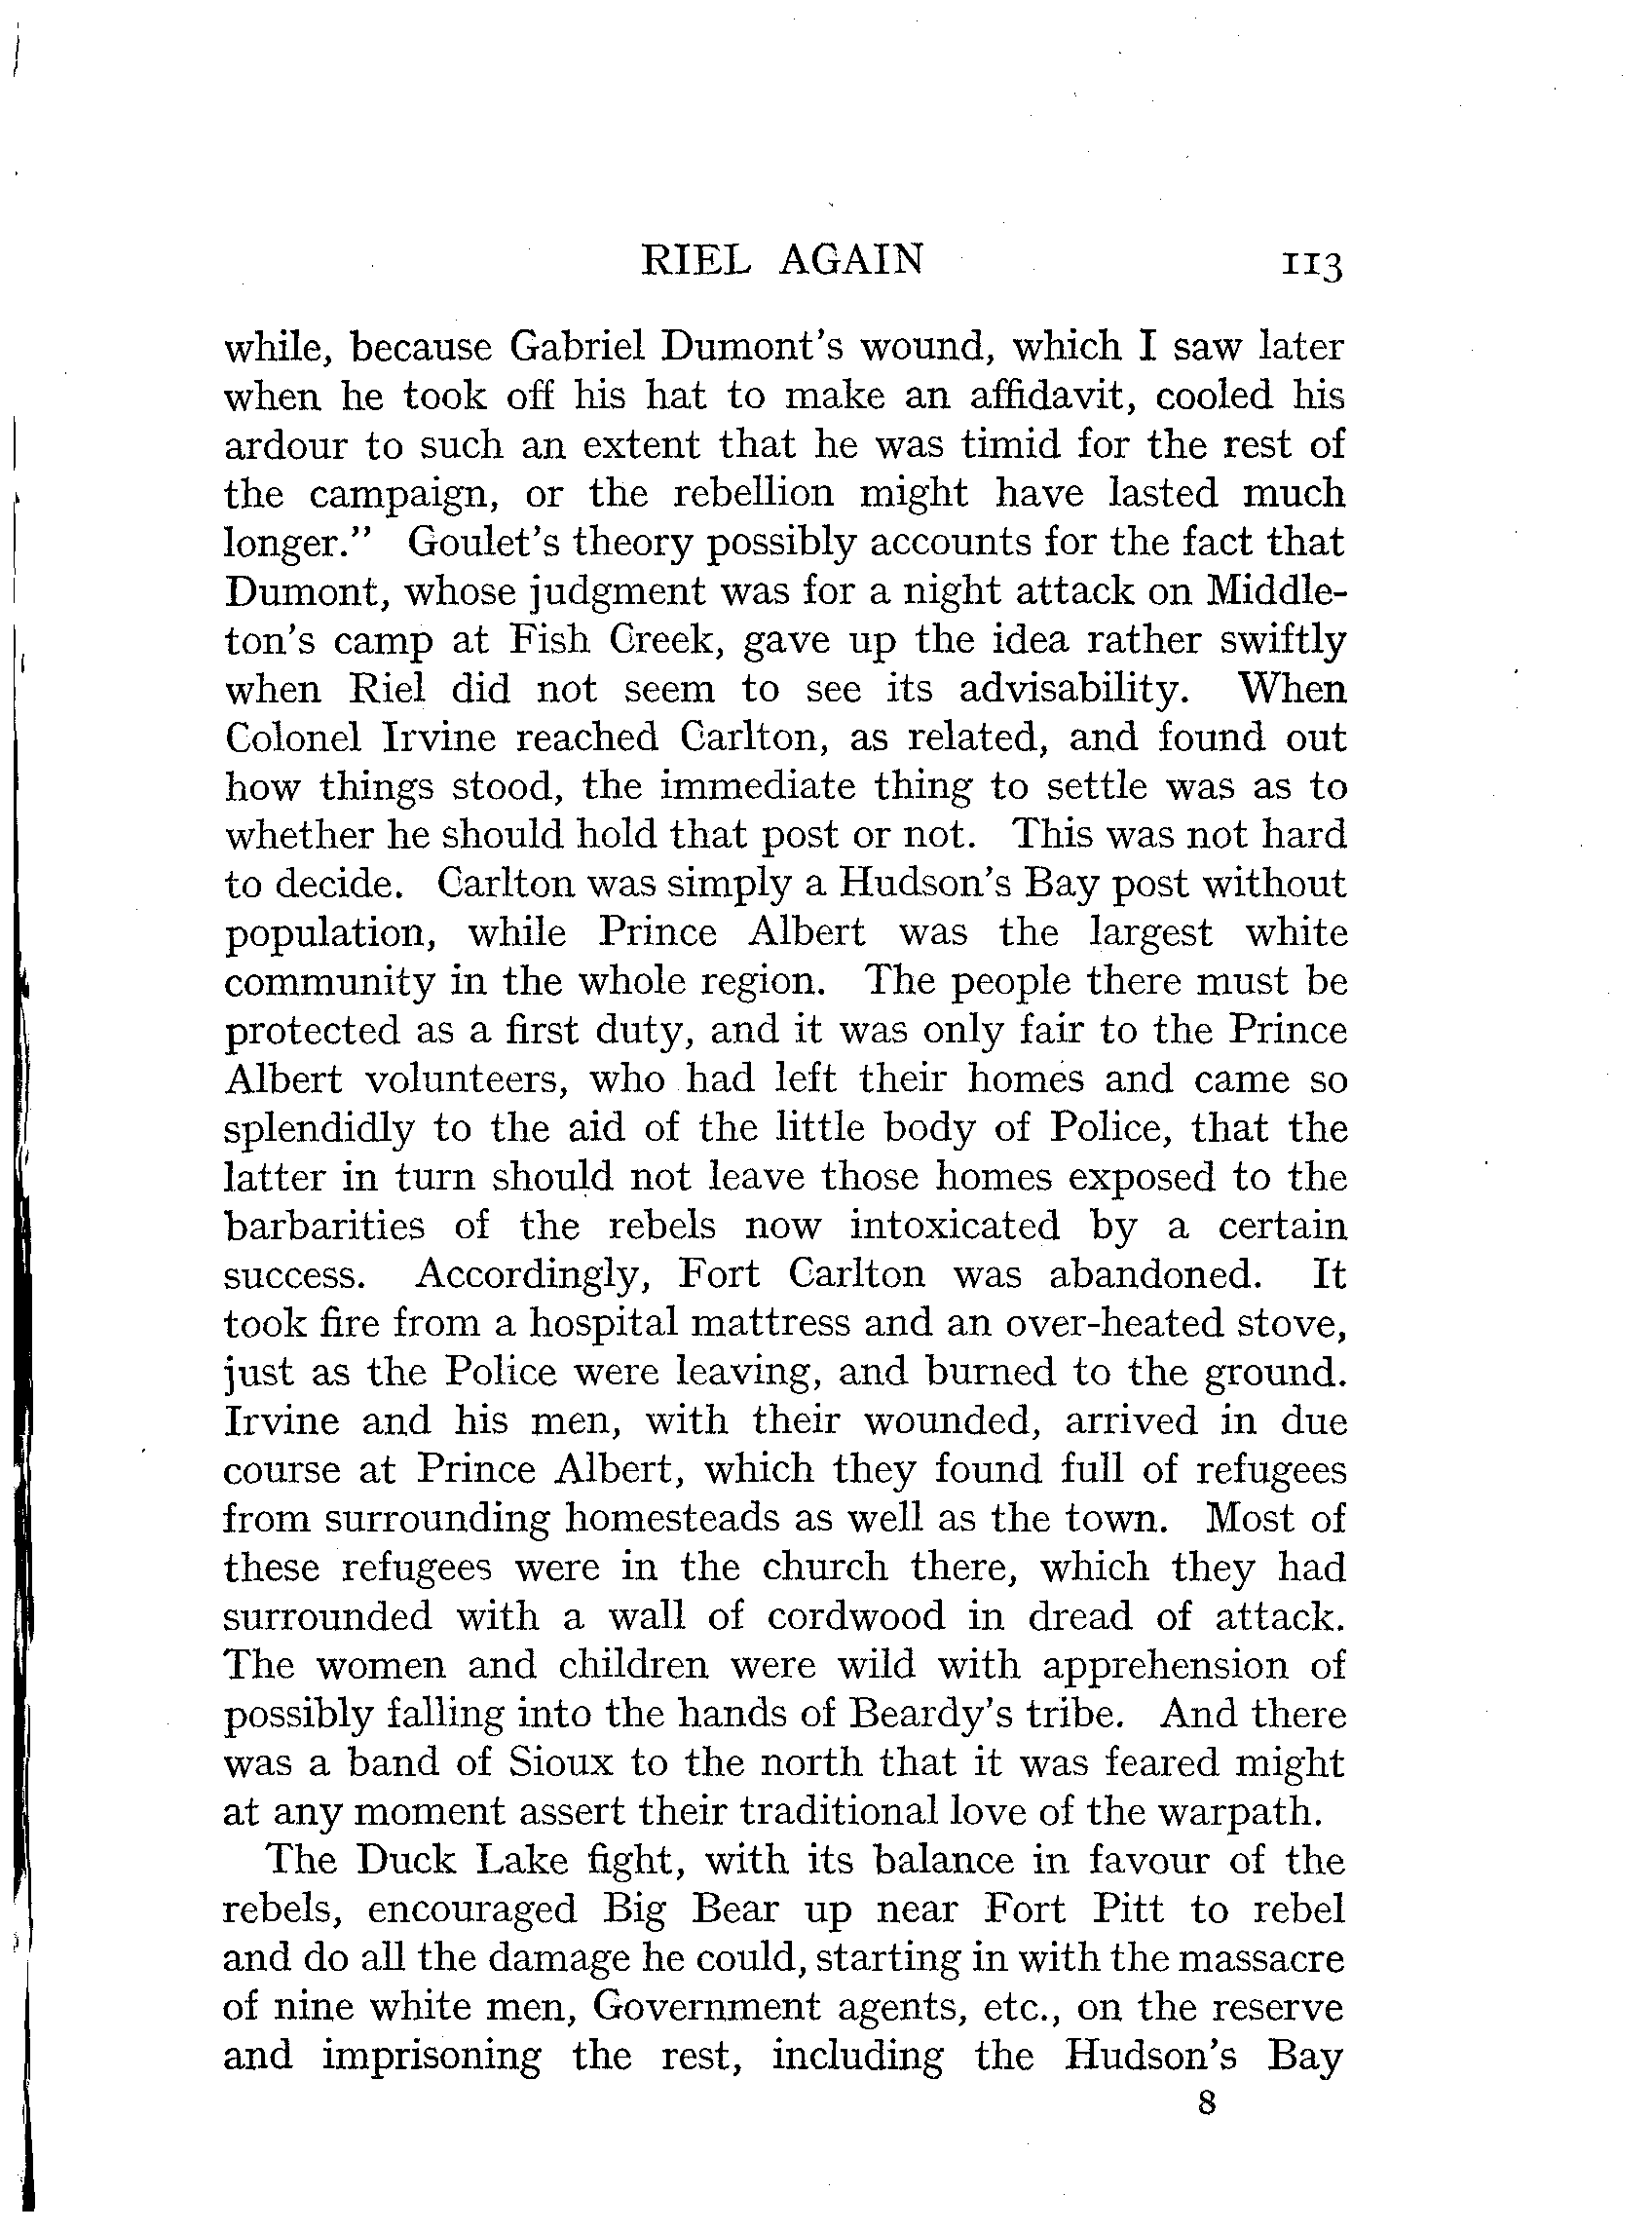 RIEL AGAIN 113
while, because Gabriel Dumont's wound, which I saw later
when he took off his hat to make an affidavit, cooled his
ardour to such an extent that he was timid for the rest of
the campaign, or the rebellion might have lasted much
longer." Goulet's theory possibly accounts for the fact that
Dumont, whose judgment was for a night attack on Middle-
ton's camp at Fish Creek, gave up the idea rather swiftly
when Riel did not seem to see its advisability. When
Colonel Irvine reached Carlton, as related, and found out
how things stood, the immediate thing to settle was as to
whether he should hold that post or not. This was not hard
to decide. Carlton was simply a Hudson's Bay post without
population, while Prince Albert was the largest white
community in the whole region. The people there must be
protected as a first duty, and it was only fair to the Prince
Albert volunteers, who had left their homes and came so
splendidly to the aid of the little body of Police, that the
latter in turn should not leave those homes exposed to the
barbarities of the rebels now intoxicated by a certain
success. Accordingly, Fort Carlton was abandoned. It
took fire from a hospital mattress and an over-heated stove,
just as the Police were leaving, and burned to the ground.
Irvine and his men, with their wounded, arrived in due
course at Prince Albert, which they found full of refugees
from surrounding homesteads as well as the town. Most of
these refugees were in the church there, which they had
surrounded with a wall of cordwood in dread of attack.
The women and children were wild with apprehension of
possibly falling into the hands of Beardy's tribe. And there
was a band of Sioux to the north that it was feared might
at any moment assert their traditional love of the warpath.
The Duck Lake fight, with its balance in favour of the
rebels, encouraged Big Bear up near Fort Pitt to rebel
and do all the damage he could, starting in with the massacre
of nine white men, Government agents, etc., on the reserve
and imprisoning the rest, including the Hudson's Bay
8